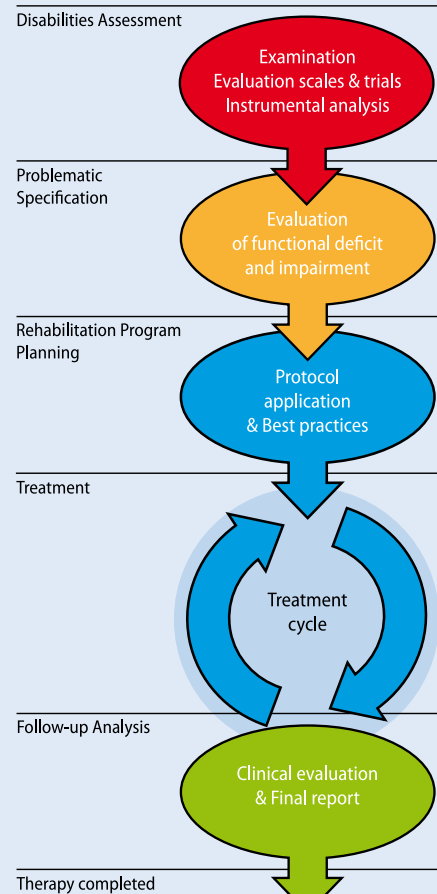 Disabilities Assessment
Examination
Evaluation scales & trials
Instrumental analysis
Problematic
Specification
Evaluation
of functional deficit
and impairment
Rehabilitation Program
Planning
Protocol
application
& Best practices
Treatment
Treatment
cycle
Follow-up Analysis
Clinical evaluation
& Final report
Therapy completed